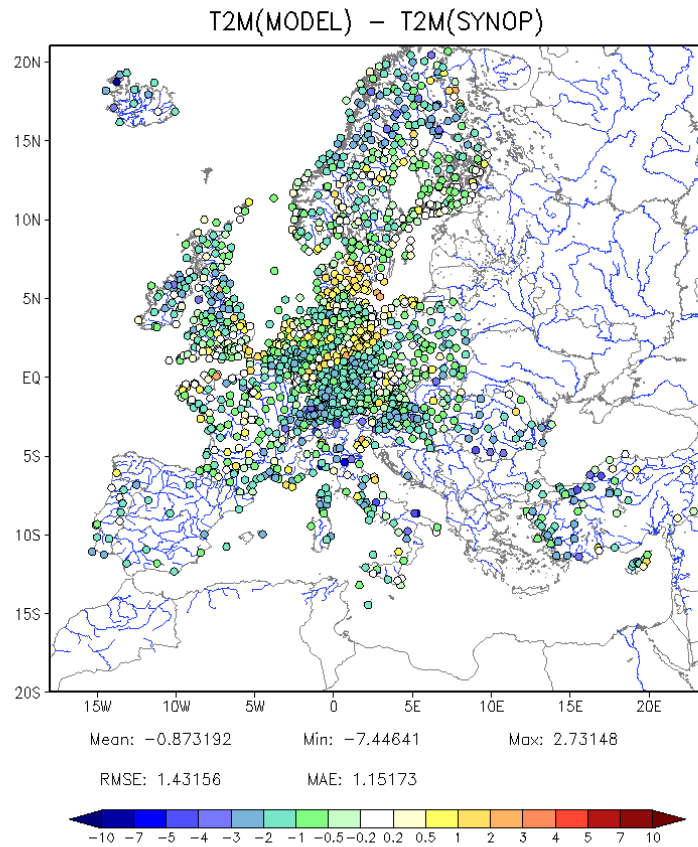 T2M(MODEL) − T2M(SYNOP)
20N
15N
10N
5N
EQ
5S
10S
15S
20S
15W 10W 5W 0 5E 10E 15E 20E
Mean: −0.873192 Min: −7.44641 Max: 2.73148
RMSE: 1.43156 MAE: 1.15173
−10 −7 −5 −4 −3 −2 −1 −0.5 −0.2 0.2 0.5 1 2 3 4 5 7 10